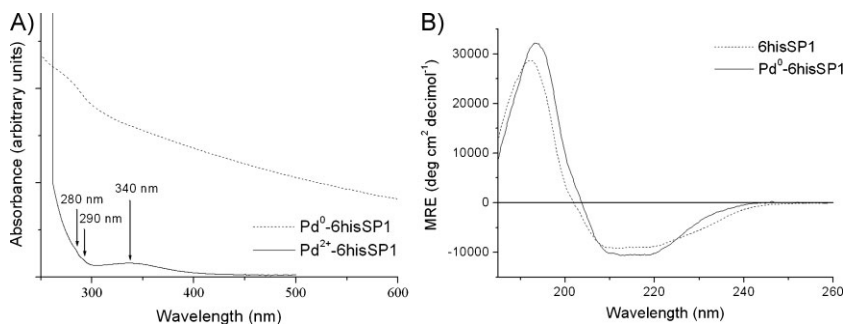 A)
Absorbance (arbitrary units)
280 nm
290 nm
340 nm
Pd⁰-6hisSP1
Pd²⁺-6hisSP1
300
400
500
600
Wavelength (nm)
B)
MRE (deg cm² decimol⁻¹)
30000
20000
10000
0
-10000
6hisSP1
Pd⁰-6hisSP1
200
220
240
260
Wavelength (nm)